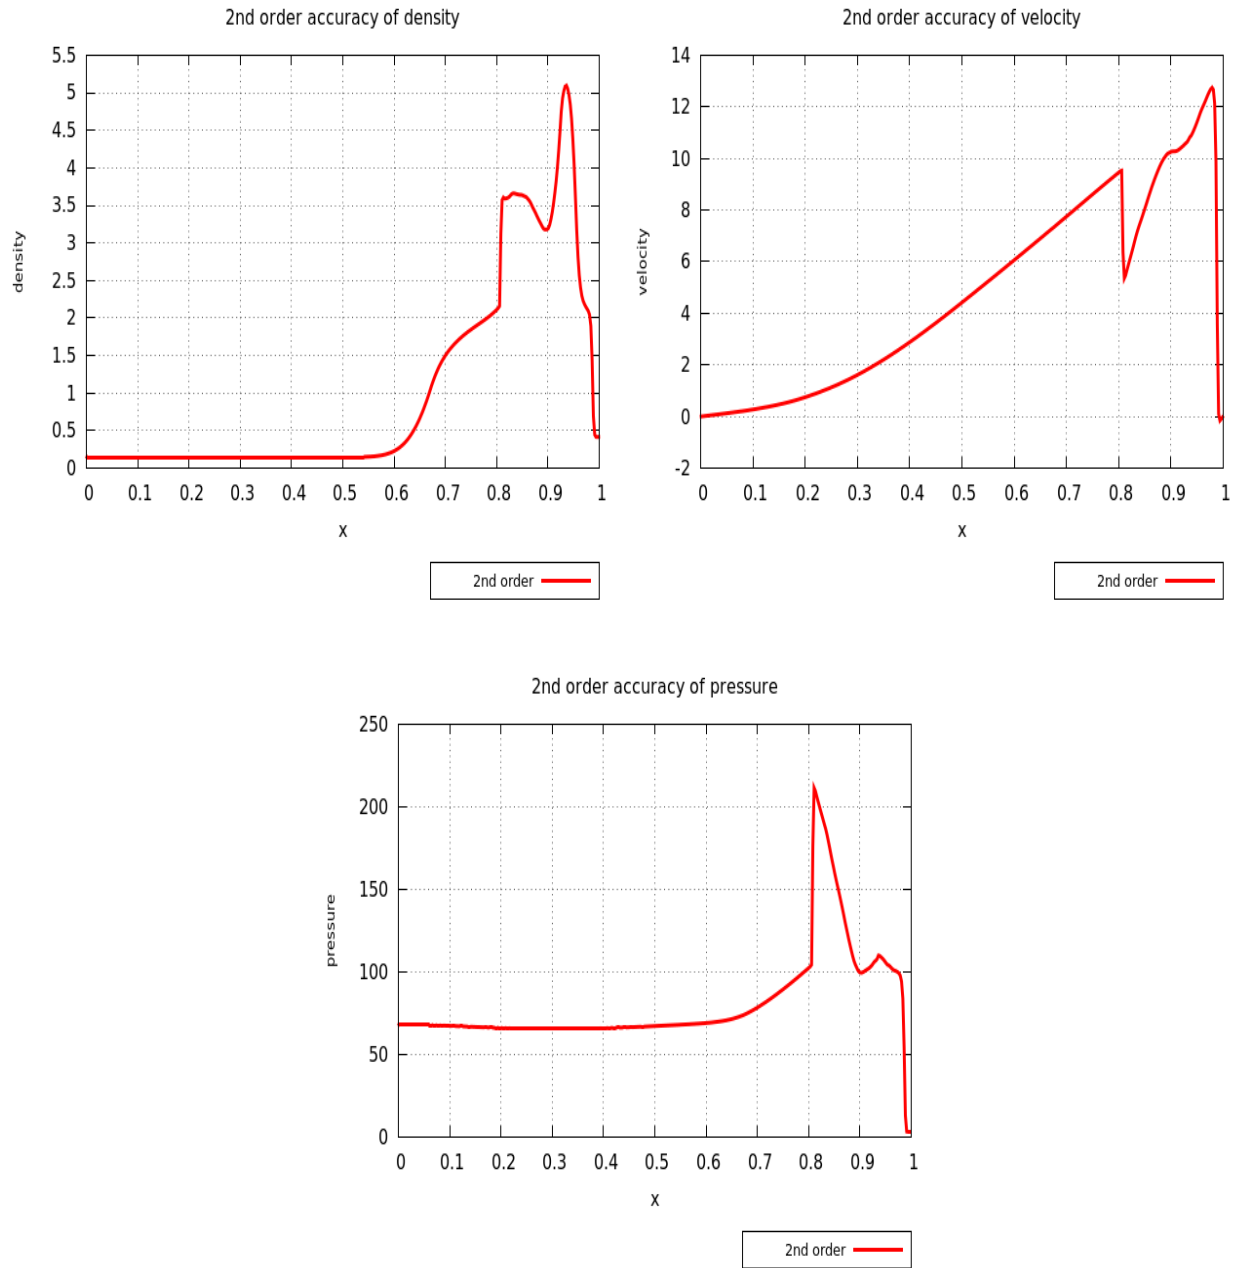 2nd order accuracy of density
5.5
5
4.5
4
3.5
3
2.5
2
1.5
1
0.5
0
density
0 0.1 0.2 0.3 0.4 0.5 0.6 0.7 0.8 0.9 1
x
2nd order
2nd order accuracy of velocity
14
12
10
8
6
4
2
0
-2
velocity
0 0.1 0.2 0.3 0.4 0.5 0.6 0.7 0.8 0.9 1
x
2nd order
2nd order accuracy of pressure
250
200
150
100
50
0
pressure
0 0.1 0.2 0.3 0.4 0.5 0.6 0.7 0.8 0.9 1
x
2nd order